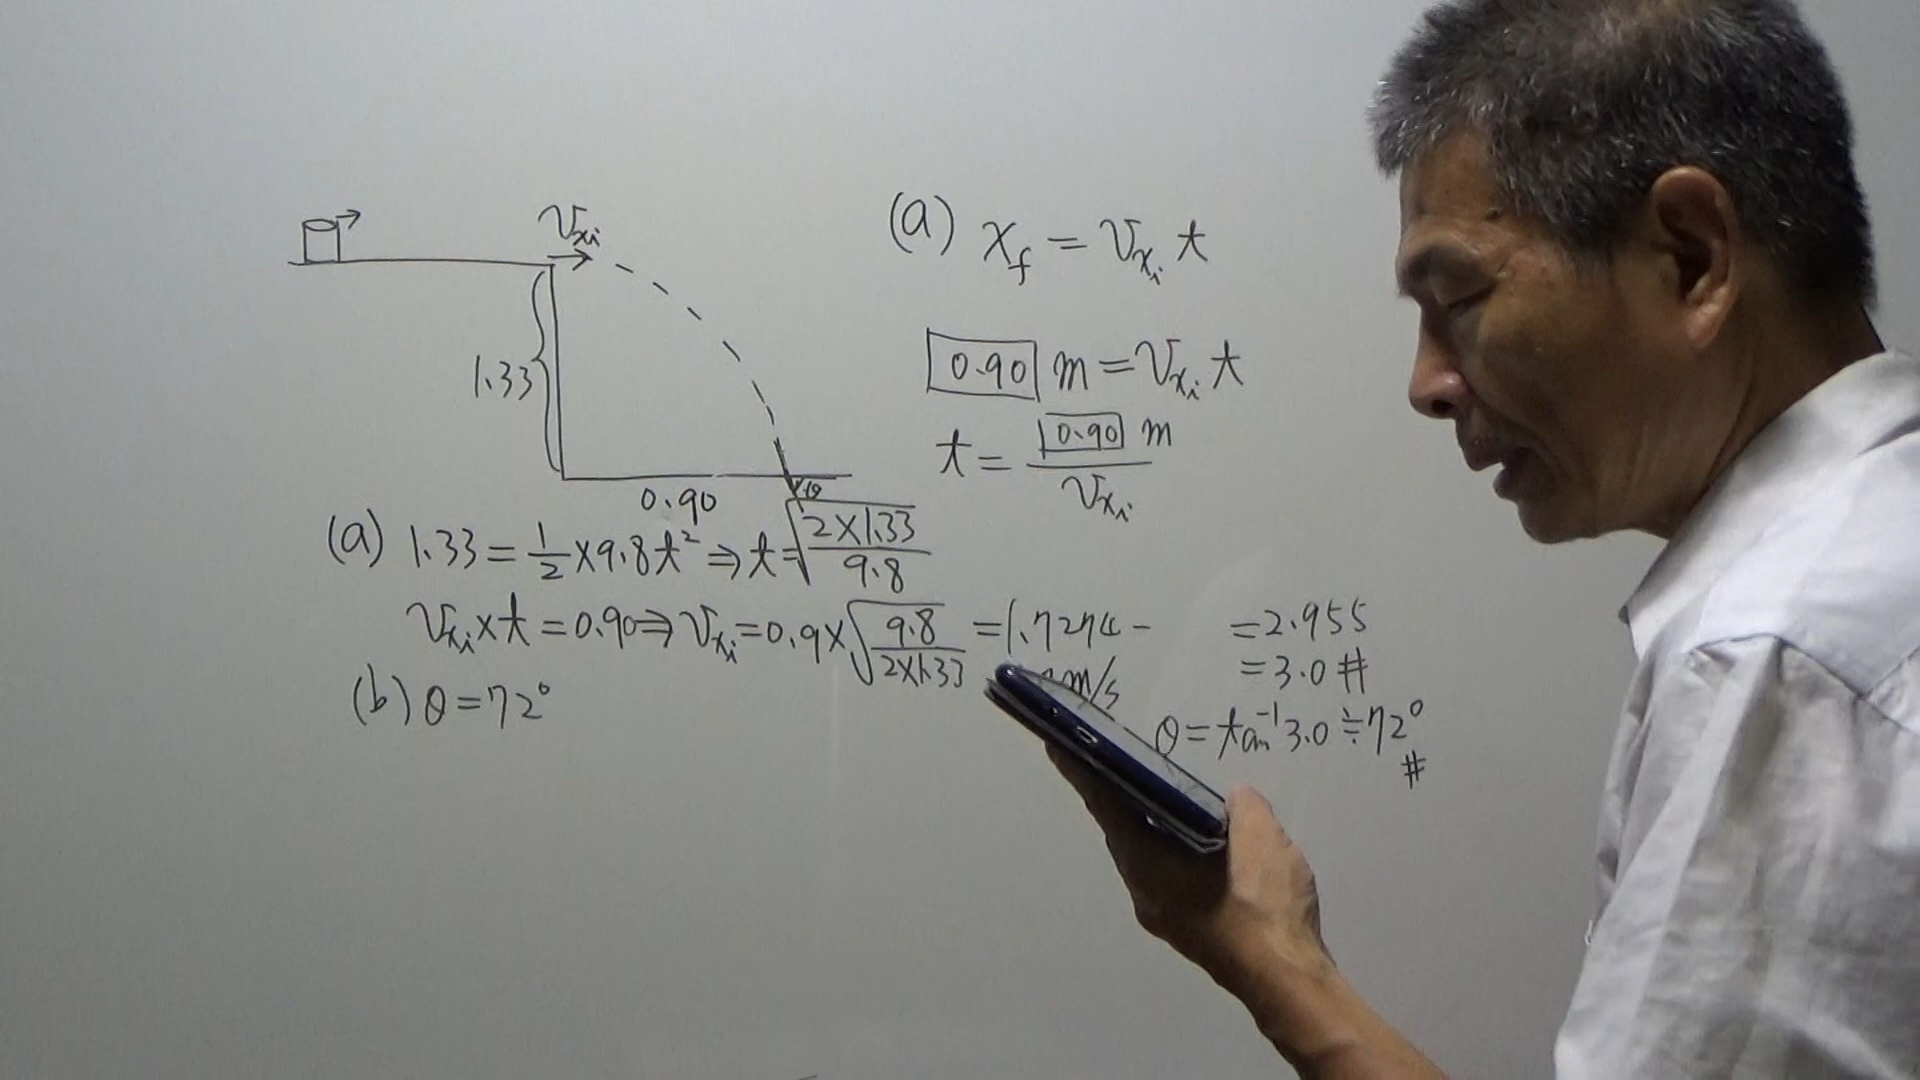 v_xi
1.33
0.90
θ
(a) 1.33 = 1/2 × 9.8 t² ⇒ t = √(2×1.33 / 9.8)
v_xi × t = 0.90 ⇒ v_xi = 0.9 × √(9.8 / 2×1.33) = 1.7274 -
m/s
(b) θ = 72°
(a) x_f = v_xi t
0.90 m = v_xi t
t = 0.90 m / v_xi
= 2.955
= 3.0 #
θ = tan⁻¹ 3.0 ≑ 72°
#